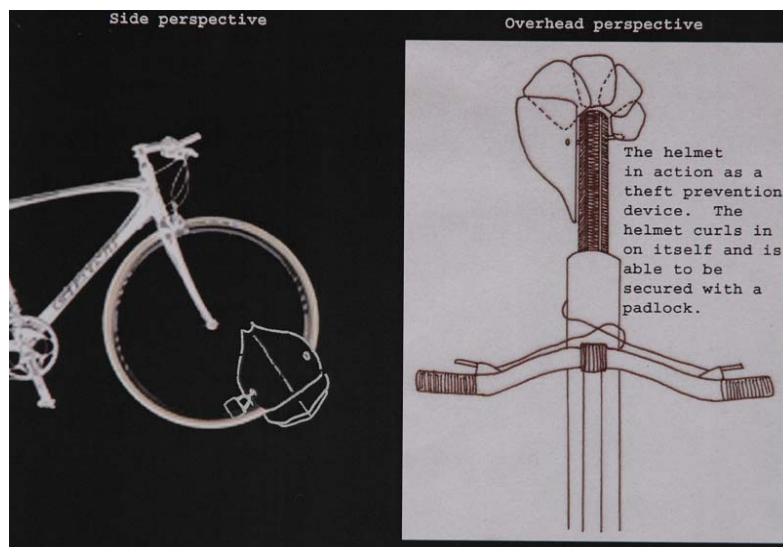 Side perspective
Overhead perspective
The helmet
in action as a
theft prevention
device.  The
helmet curls in
on itself and is
able to be
secured with a
padlock.